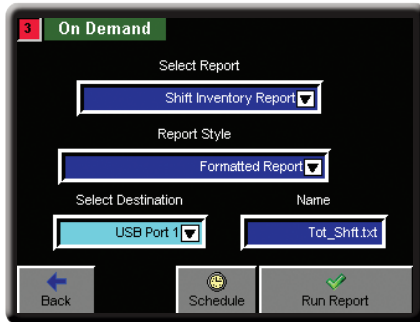 3 On Demand
Select Report
Shift Inventory Report
Report Style
Formatted Report
Select Destination Name
USB Port 1 Tot_Shft.txt
Back Schedule Run Report